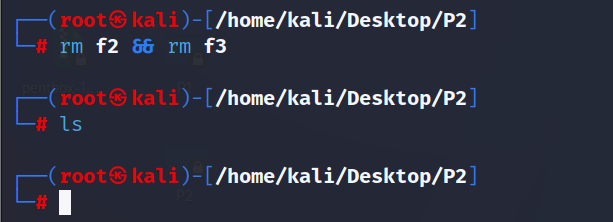 ┌──(root㉿kali)-[/home/kali/Desktop/P2]
└─# rm f2 && rm f3
┌──(root㉿kali)-[/home/kali/Desktop/P2]
└─# ls
┌──(root㉿kali)-[/home/kali/Desktop/P2]
└─#